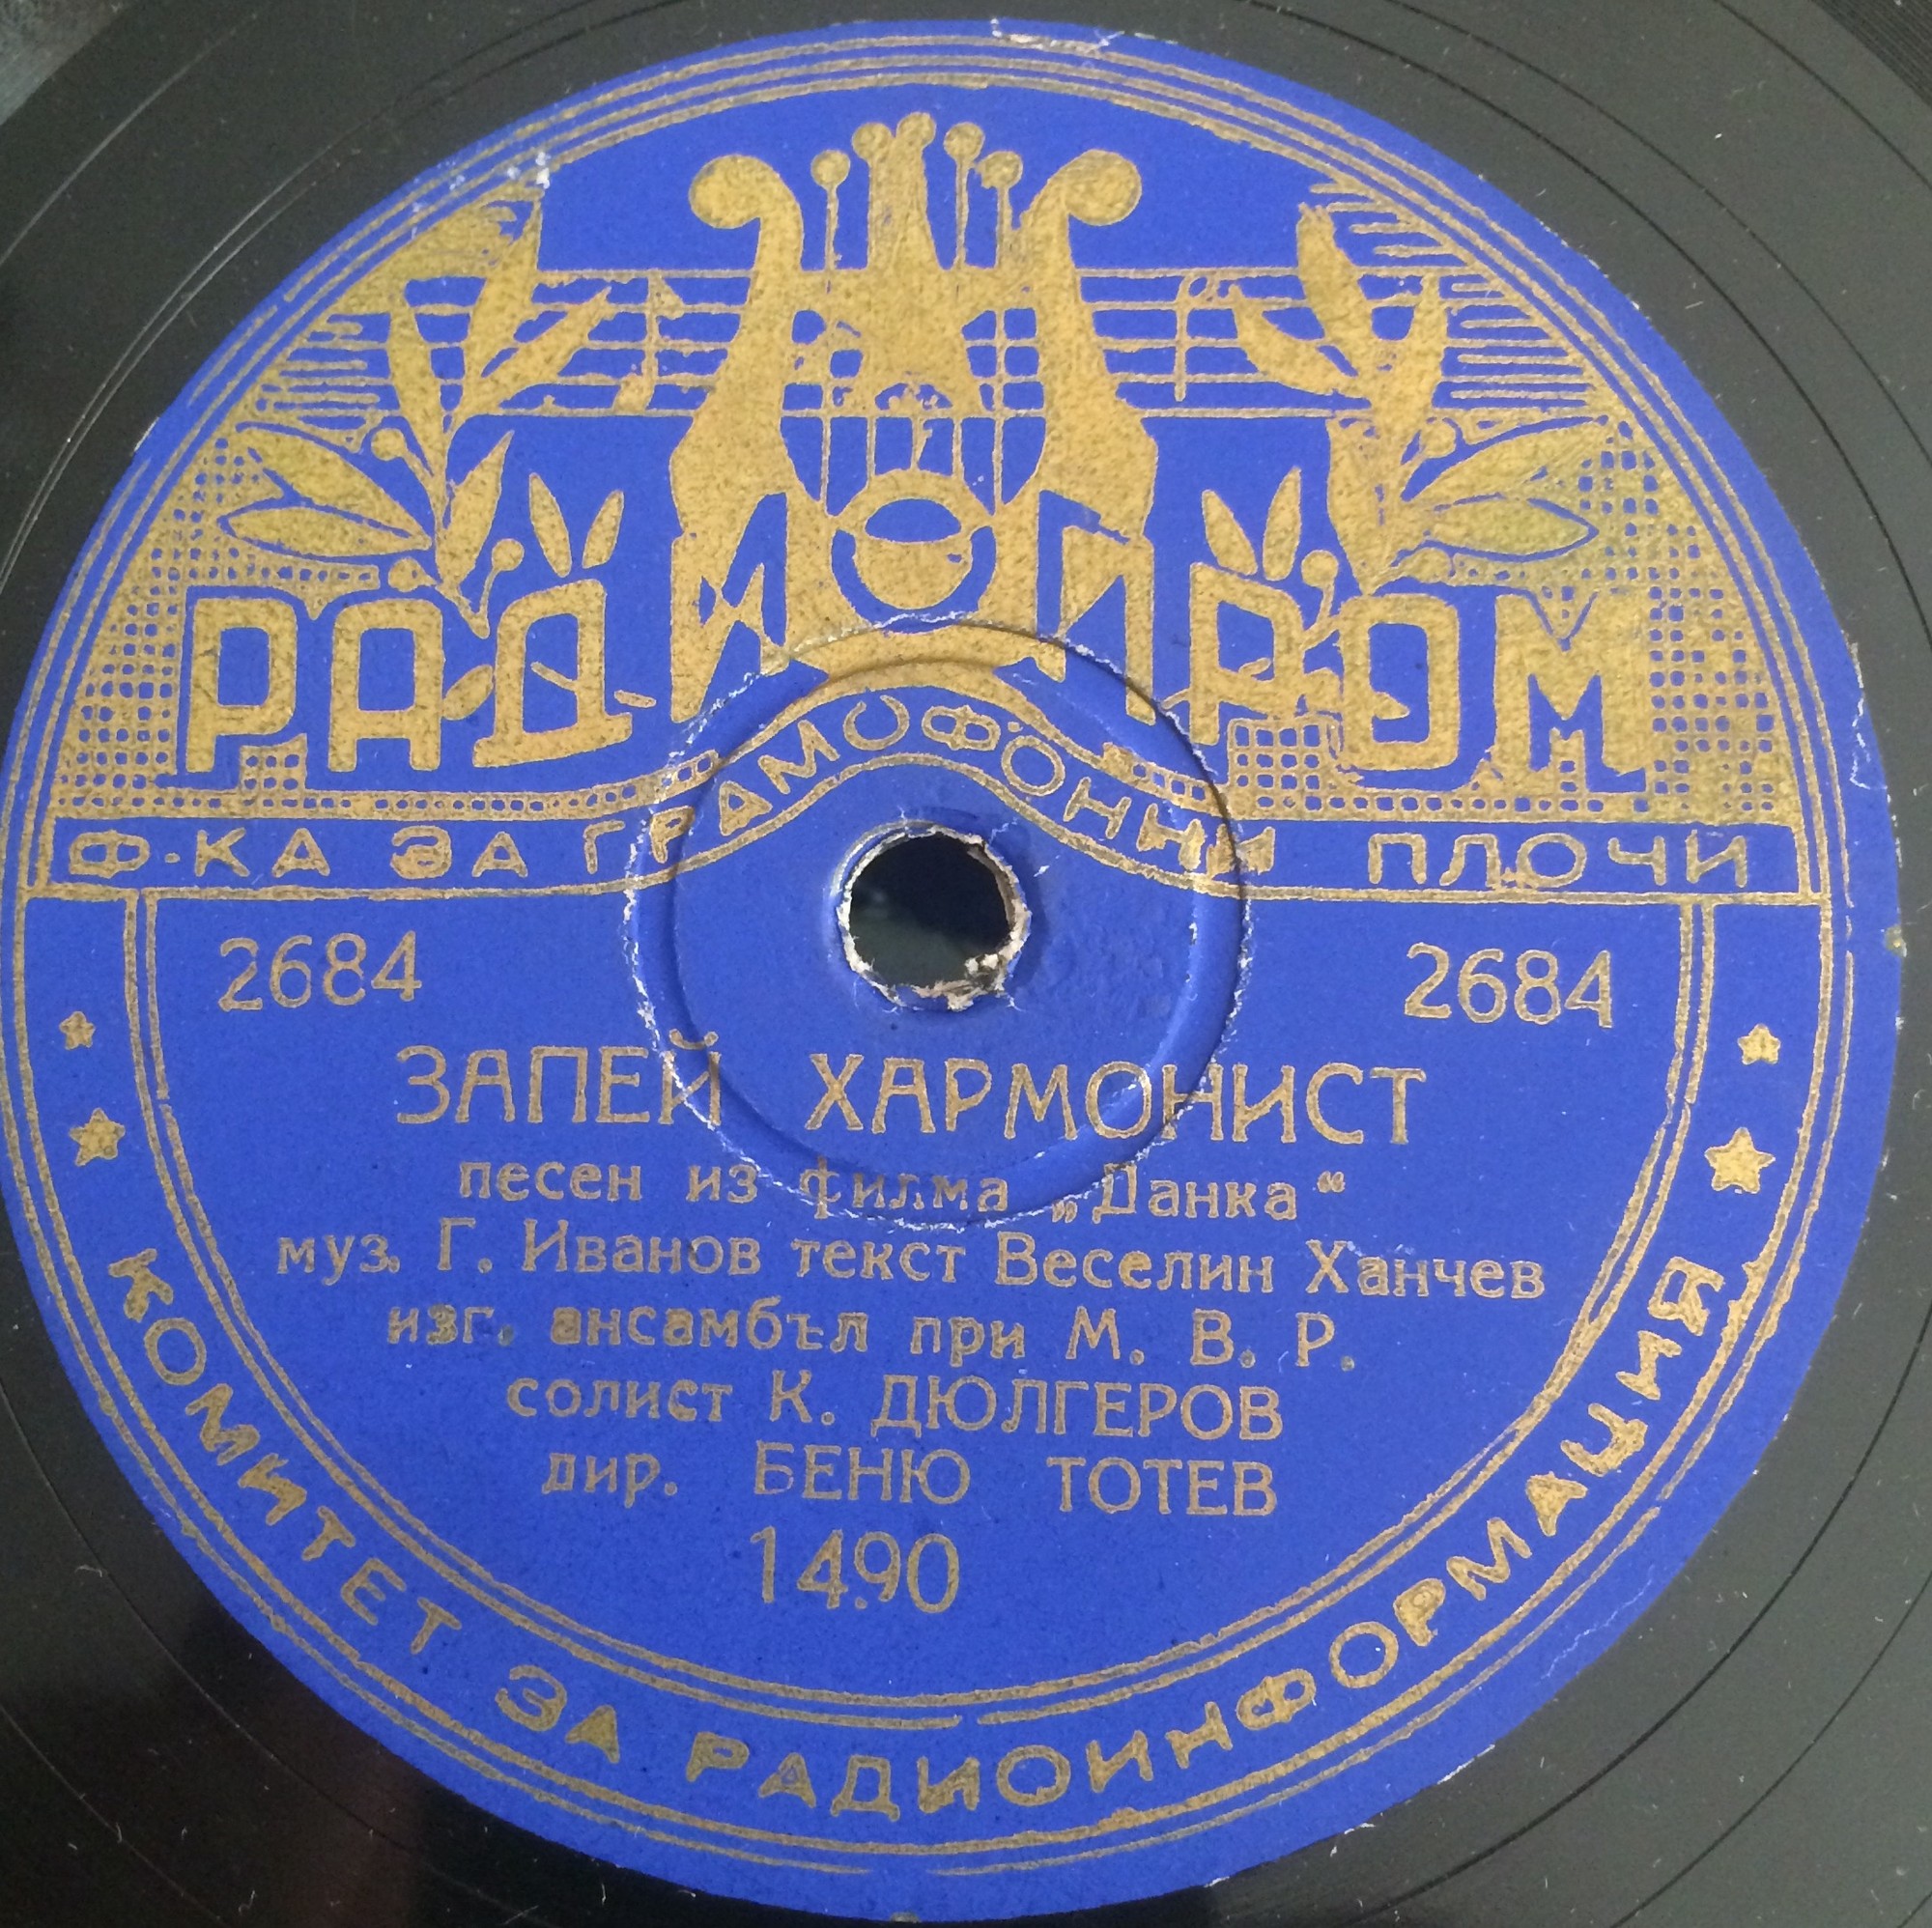 РАДИОПРОМ
Ф-КА ЗА ГРАМОФОННИ ПЛОЧИ
2684 2684
ЗАПЕЙ ХАРМОНИСТ
песен из филма „Данка“
муз. Г. Иванов текст Веселин Ханчев
изг. ансамбъл при М. В. Р.
солист К. ДЮЛГЕРОВ
дир. БЕНЮ ТОТЕВ
1490
КОМИТЕТ ЗА РАДИОИНФОРМАЦИЯ